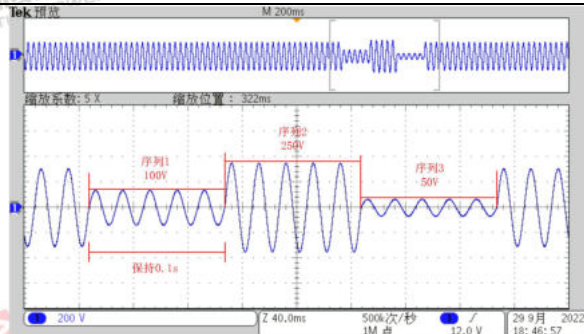 Tek 预览
M 200ms
缩放系数: 5 X
缩放位置: 322ms
序列1
100V
序列2
250V
序列3
50V
保持0.1s
1 200 V
Z 40.0ms
500k次/秒
1M 点
1 /
12.0 V
29 9月 2022
18:46:57